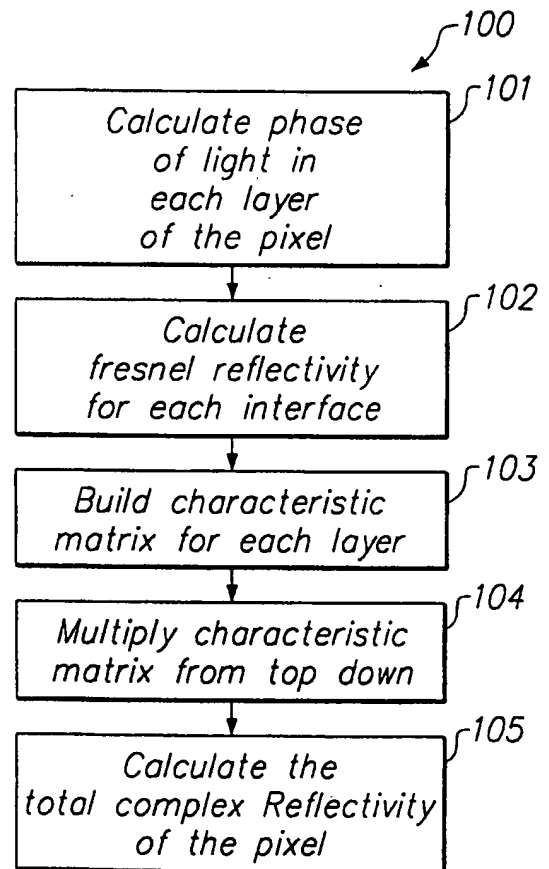 100
101
Calculate phase
of light in
each layer
of the pixel
102
Calculate
fresnel reflectivity
for each interface
103
Build characteristic
matrix for each layer
104
Multiply characteristic
matrix from top down
105
Calculate the
total complex Reflectivity
of the pixel